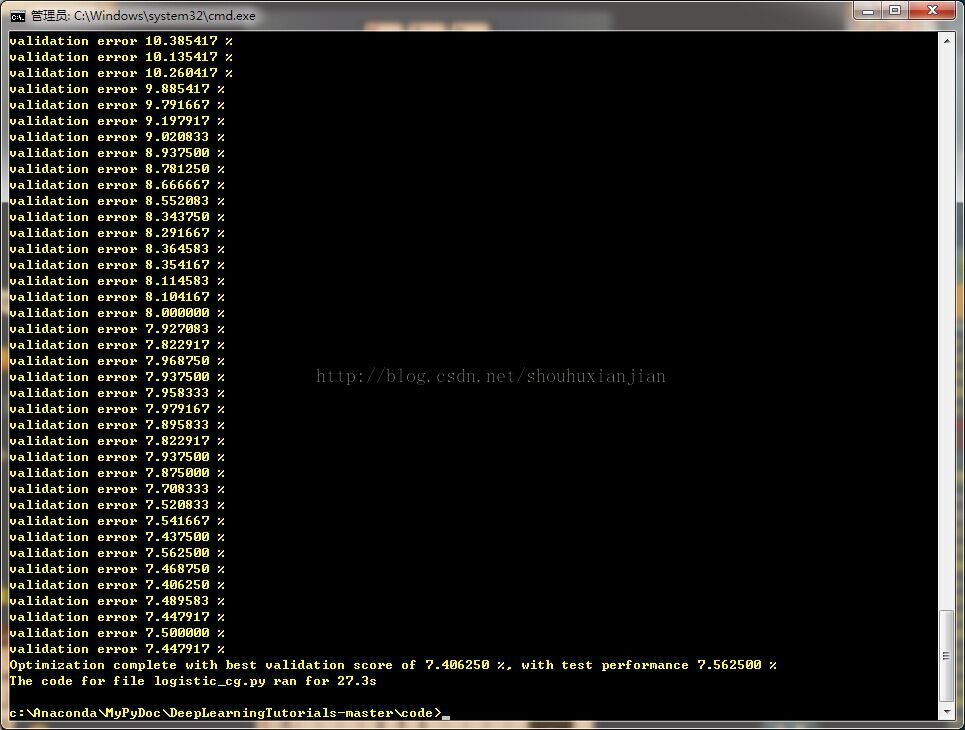 管理员: C:\Windows\system32\cmd.exe
validation error 10.385417 %
validation error 10.135417 %
validation error 10.260417 %
validation error 9.885417 %
validation error 9.791667 %
validation error 9.197917 %
validation error 9.020833 %
validation error 8.937500 %
validation error 8.781250 %
validation error 8.666667 %
validation error 8.552083 %
validation error 8.343750 %
validation error 8.291667 %
validation error 8.364583 %
validation error 8.354167 %
validation error 8.114583 %
validation error 8.104167 %
validation error 8.000000 %
validation error 7.927083 %
validation error 7.822917 %
validation error 7.968750 %
validation error 7.937500 %
http://blog.csdn.net/shouhuxianjian
validation error 7.958333 %
validation error 7.979167 %
validation error 7.895833 %
validation error 7.822917 %
validation error 7.937500 %
validation error 7.875000 %
validation error 7.708333 %
validation error 7.520833 %
validation error 7.541667 %
validation error 7.437500 %
validation error 7.562500 %
validation error 7.468750 %
validation error 7.406250 %
validation error 7.489583 %
validation error 7.447917 %
validation error 7.500000 %
validation error 7.447917 %
Optimization complete with best validation score of 7.406250 %, with test performance 7.562500 %
The code for file logistic_cg.py ran for 27.3s
c:\Anaconda\MyPyDoc\DeepLearningTutorials-master\code>